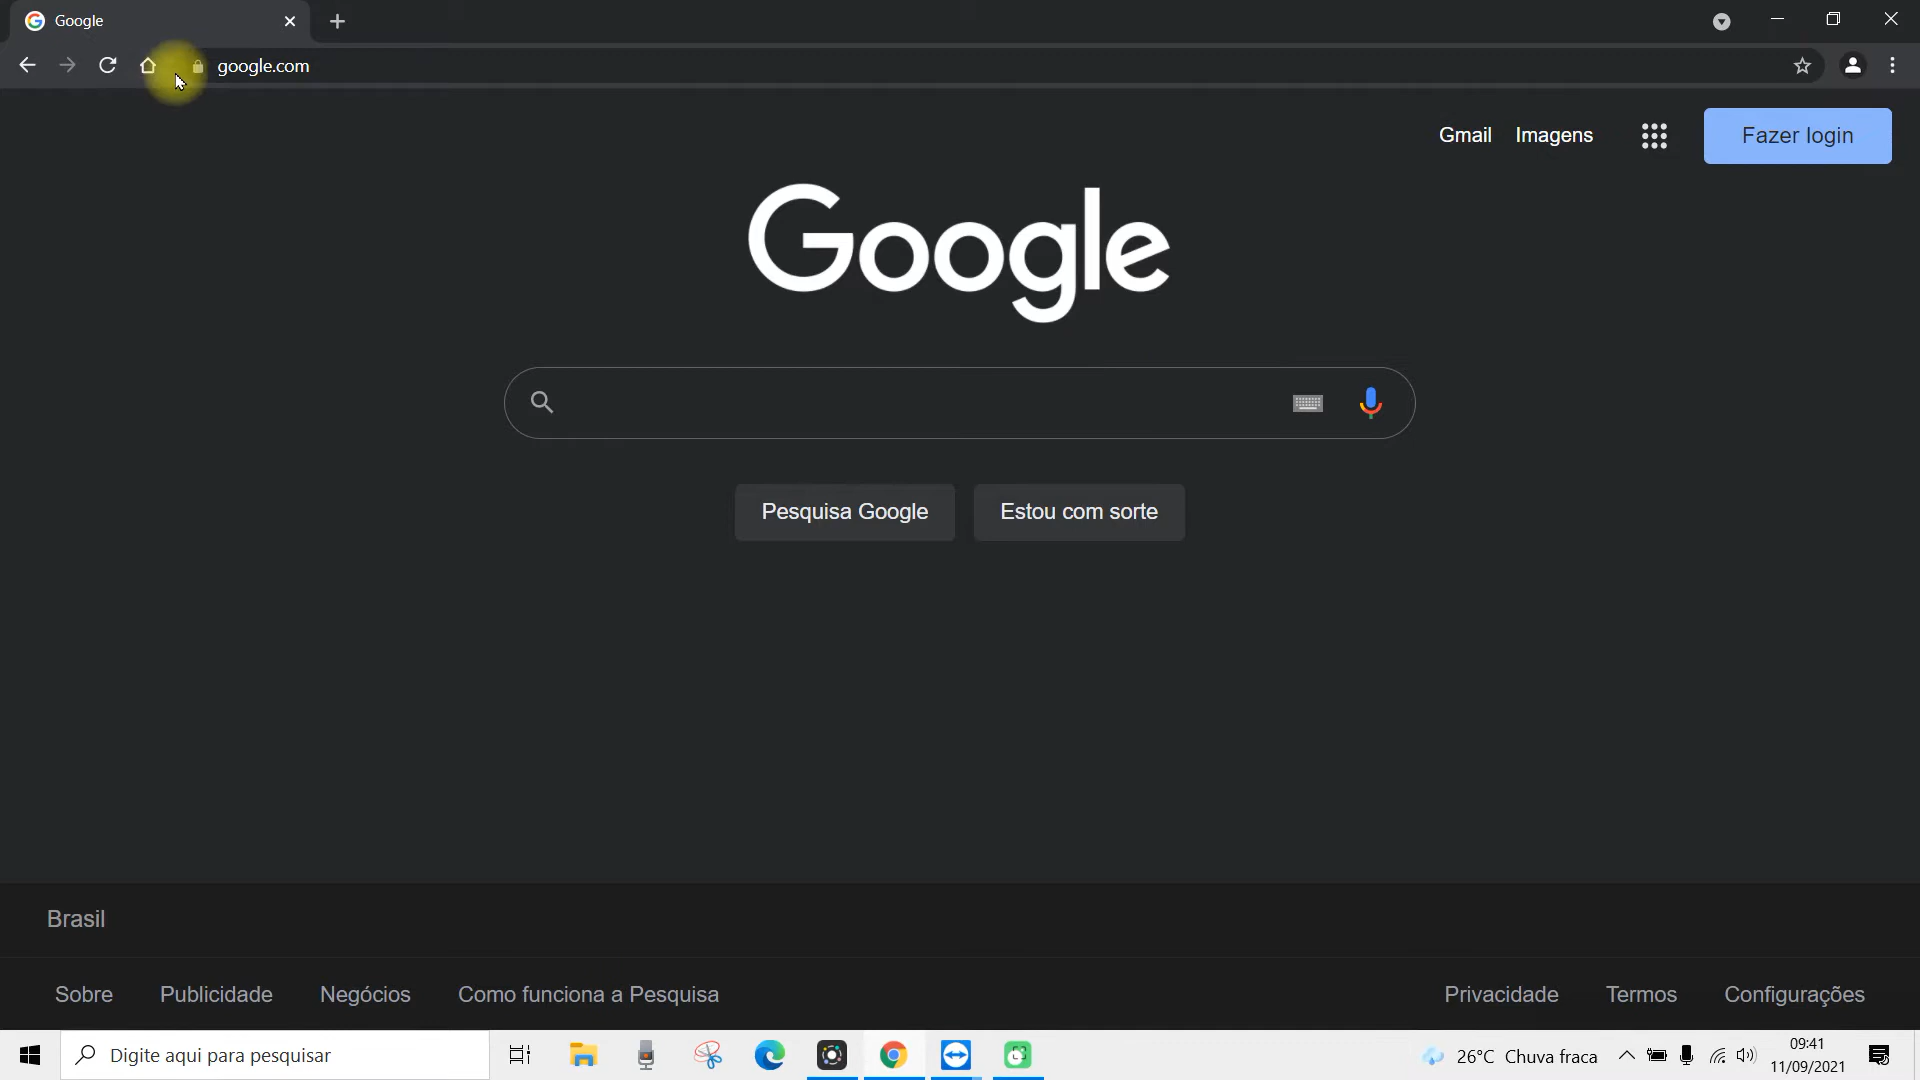 Google
google.com
Gmail
Imagens
Fazer login
Google
Pesquisa Google
Estou com sorte
Brasil
Sobre
Publicidade
Negócios
Como funciona a Pesquisa
Privacidade
Termos
Configurações
Digite aqui para pesquisar
26°C Chuva fraca
09:41
11/09/2021